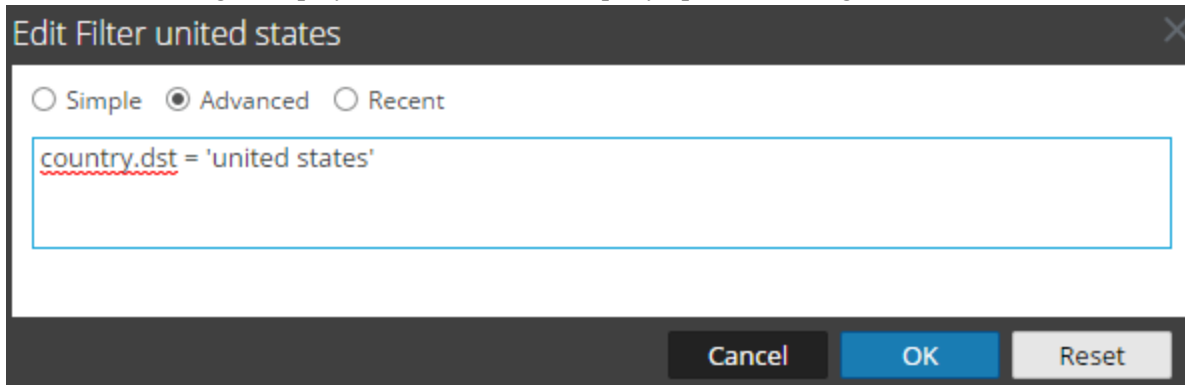 Edit Filter united states
Simple Advanced Recent
country.dst = 'united states'
Cancel OK Reset